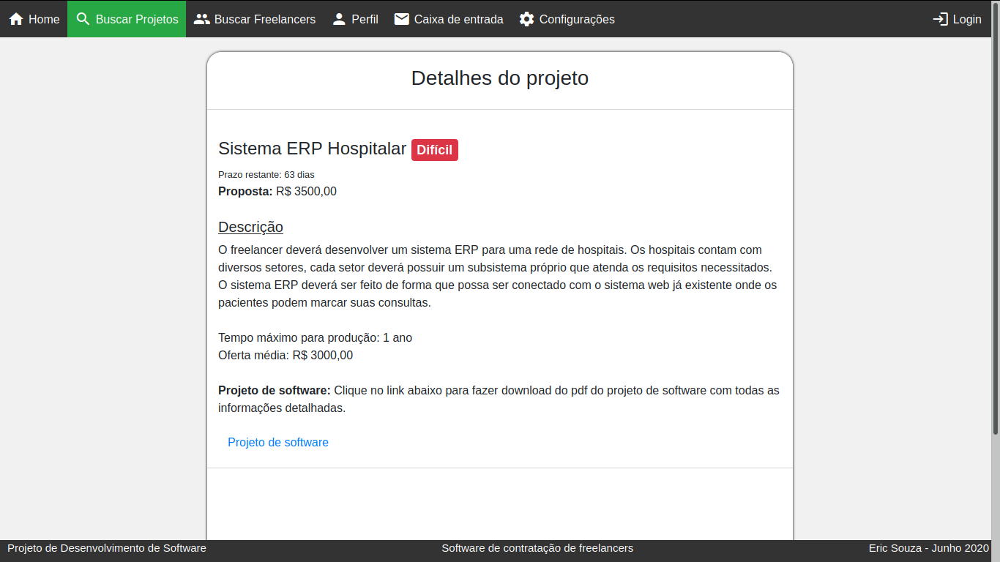 Home Buscar Projetos Buscar Freelancers Perfil Caixa de entrada Configurações Login
Detalhes do projeto
Sistema ERP Hospitalar Difícil
Prazo restante: 63 dias
Proposta: R$ 3500,00
Descrição
O freelancer deverá desenvolver um sistema ERP para uma rede de hospitais. Os hospitais contam com
diversos setores, cada setor deverá possuir um subsistema próprio que atenda os requisitos necessitados.
O sistema ERP deverá ser feito de forma que possa ser conectado com o sistema web já existente onde os
pacientes podem marcar suas consultas.
Tempo máximo para produção: 1 ano
Oferta média: R$ 3000,00
Projeto de software: Clique no link abaixo para fazer download do pdf do projeto de software com todas as
informações detalhadas.
Projeto de software
Projeto de Desenvolvimento de Software Software de contratação de freelancers Eric Souza - Junho 2020